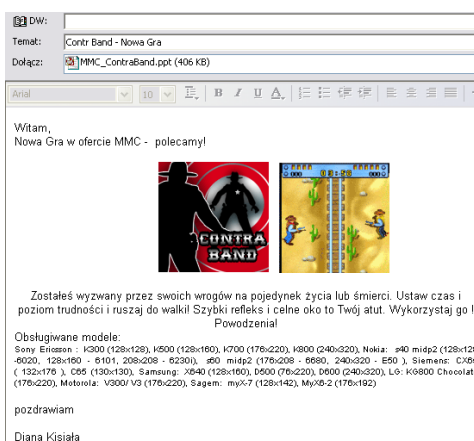 DW:
Temat: Contr Band - Nowa Gra
Dołącz: MMC_ContraBand.ppt (406 KB)
Arial 10 B I U A
Witam,
Nowa Gra w ofercie MMC - polecamy!
CONTRA
BAND
03:56
Zostałeś wyzwany przez swoich wrogów na pojedynek życia lub śmierci. Ustaw czas i
poziom trudności i ruszaj do walki! Szybki refleks i celne oko to Twój atut. Wykorzystaj go !
Powodzenia!
Obsługiwane modele:
Sony Ericsson : K300 (128x128), K500 (128x160), K700 (176x220), K800 (240x320), Nokia: s40 midp2 (128x128
-6020, 128x160 - 6101, 208x208 - 6230i), s60 midp2 (176x208 - 6680, 240x320 - E50 ), Siemens:
( 132x176 ), C65 (130x130), Samsung: X640 (128x160), D500 (76x220), D600 (240x320), LG: KG800 Chocolat
(176x220), Motorola: V300/ V3 (176x220), Sagem: myX-7 (128x142), MyX6-2 (176x192)
pozdrawiam
Diana Kisiała